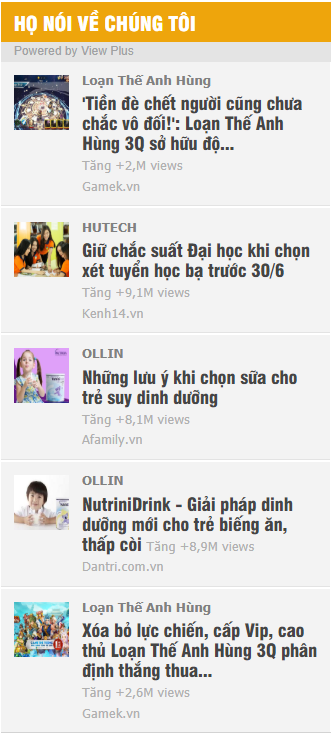 HỌ NÓI VỀ CHÚNG TÔI
Powered by View Plus
Loạn Thế Anh Hùng
'Tiền đè chết người cũng chưa
chắc vô đối!': Loạn Thế Anh
Hùng 3Q sở hữu độ...
Tăng +2,M views
Gamek.vn
HUTECH
Giữ chắc suất Đại học khi chọn
xét tuyển học bạ trước 30/6
Tăng +9,1M views
Kenh14.vn
OLLIN
Những lưu ý khi chọn sữa cho
trẻ suy dinh dưỡng
Tăng +8,1M views
Afamily.vn
OLLIN
NutriniDrink - Giải pháp dinh
dưỡng mới cho trẻ biếng ăn,
thấp còi Tăng +8,9M views
Dantri.com.vn
Loạn Thế Anh Hùng
Xóa bỏ lực chiến, cấp Vip, cao
thủ Loạn Thế Anh Hùng 3Q phân
định thắng thua...
Tăng +2,6M views
Gamek.vn